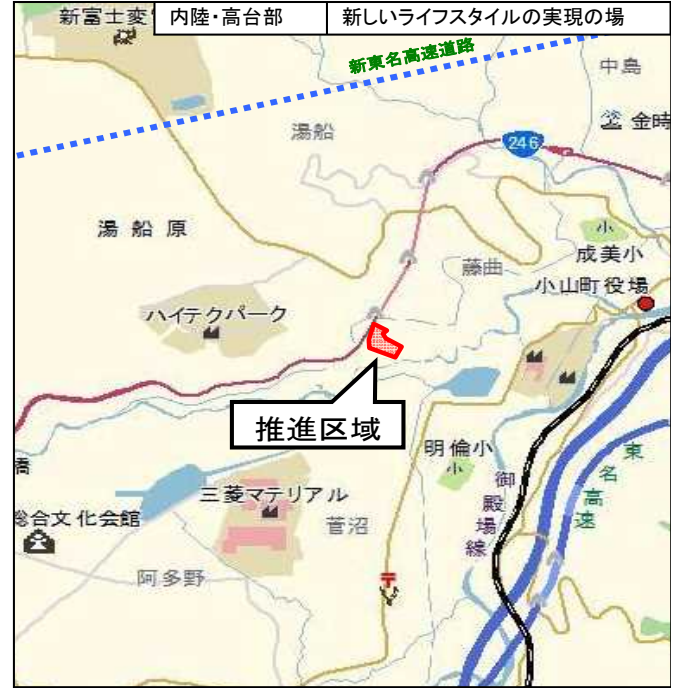 新富士変
内陸・高台部
新しいライフスタイルの実現の場
新東名高速道路
中島
金時
湯船
246
湯船原
小
成美小
藤曲
小山町役場
ハイテクパーク
推進区域
明倫小
小
東名高速
御殿場線
三菱マテリアル
総合文化会館
菅沼
阿多野